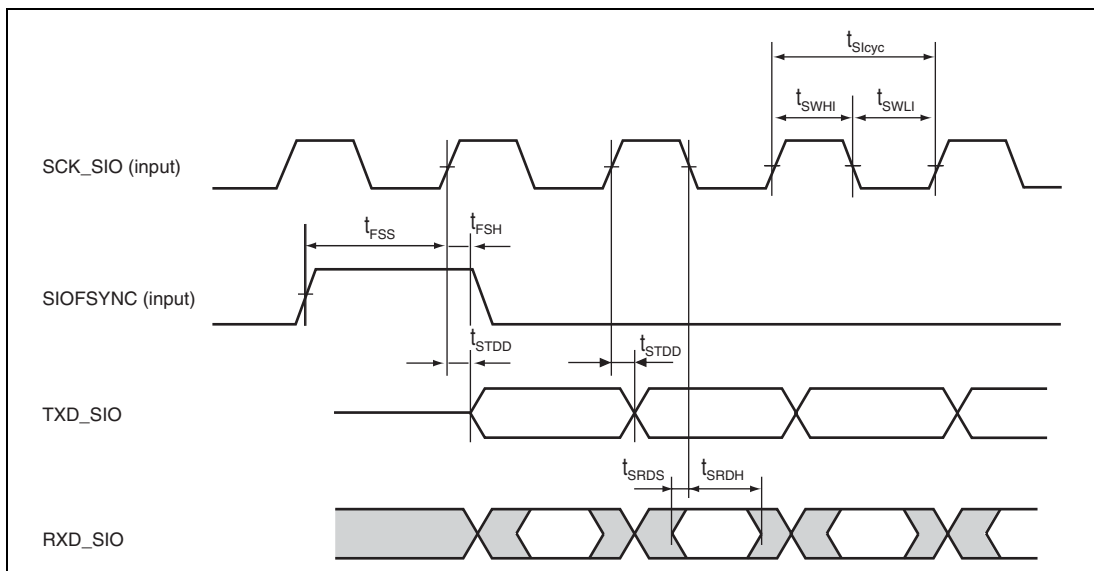 tSIcyc
tSWHI tSWLI
SCK_SIO (input)
tFSS tFSH
SIOFSYNC (input)
tSTDD tSTDD
TXD_SIO
tSRDS tSRDH
RXD_SIO